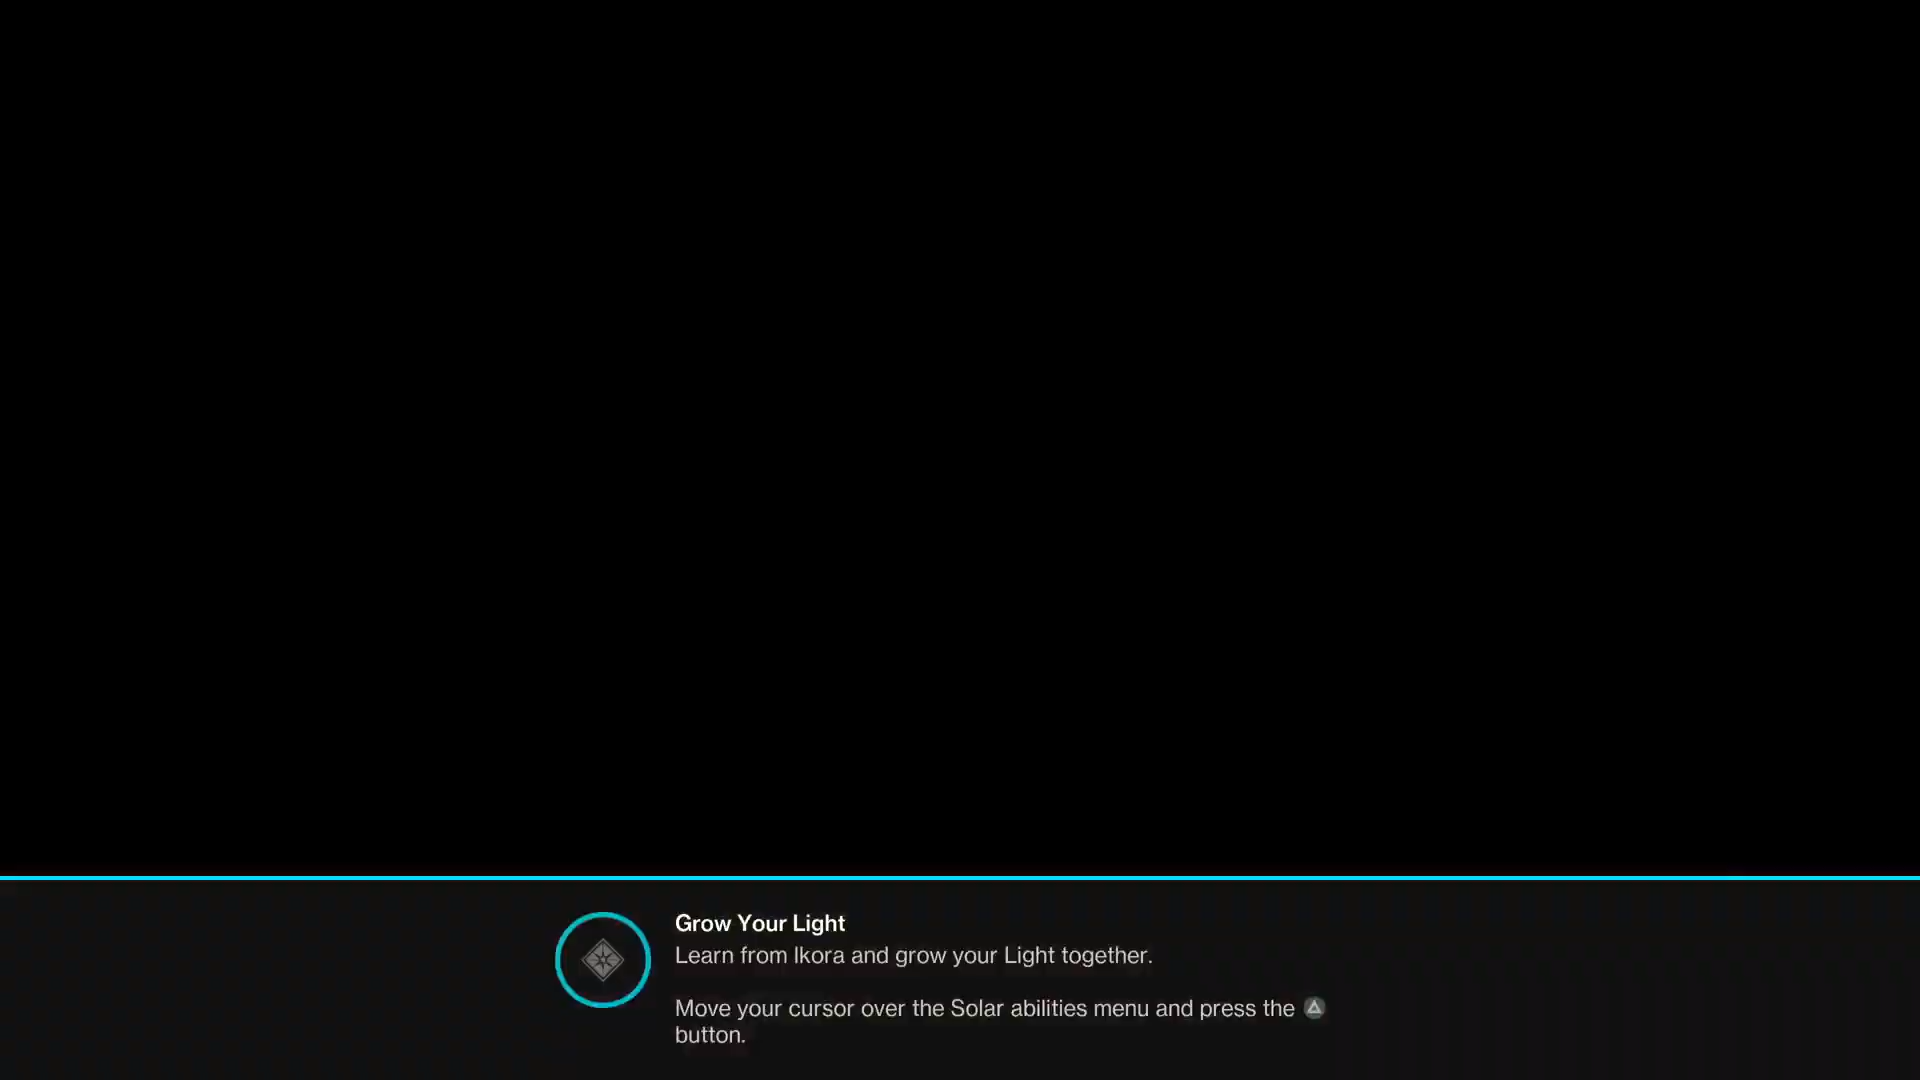 Grow Your Light
Learn from Ikora and grow your Light together.
Move your cursor over the Solar abilities menu and press the
button.